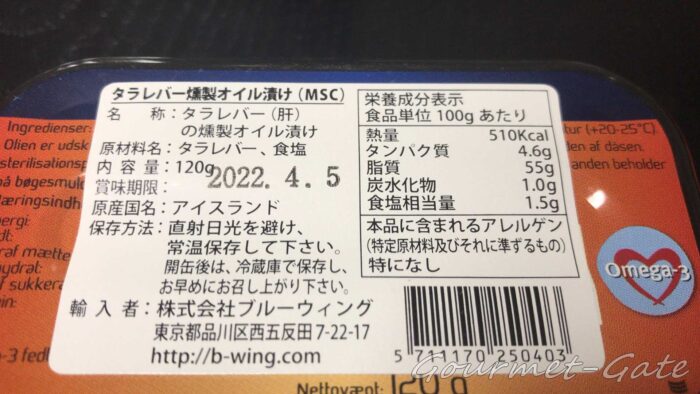 タラレバー燻製オイル漬け(MSC)
名　称:タラレバー(肝)
の燻製オイル漬け
原材料名:タラレバー、食塩
内容量:120g
賞味期限:2022.4.5
原産国名:アイスランド
保存方法:直射日光を避け、
常温保存して下さい。
開缶後は、冷蔵庫で保存し、
お早めにお召し上がり下さい。
輸入者:株式会社ブルーウィング
東京都品川区西五反田7-22-17
http://b-wing.com
栄養成分表示
食品単位 100g あたり
熱量 510Kcal
タンパク質 4.6g
脂質 55g
炭水化物 1.0g
食塩相当量 1.5g
本品に含まれるアレルゲン
(特定原材料及びそれに準ずるもの)
特になし
5 711170 250403
Ingredienser:
Olien er udsk
sterilisationsp
på bøgesmuld
Næringsindh
ergi:
raf mætte
hydrat:
f sukkera
-3 fedt
(+20-25°C).
af dåsen.
anden beholder
Omega-3
Nettovægt: 120 g
Gourmet-Gate